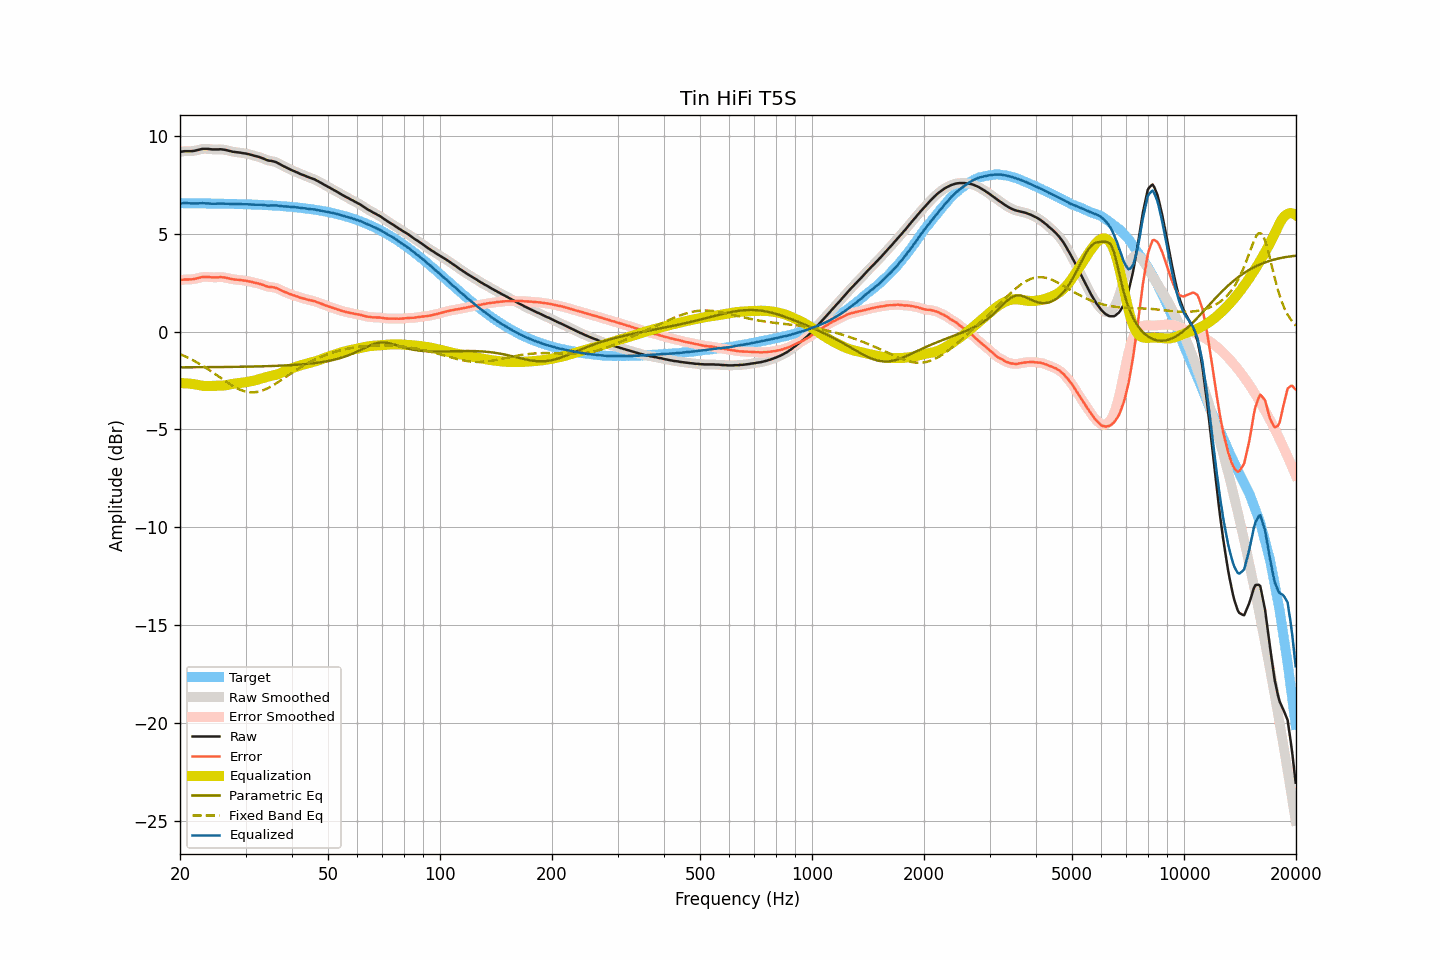 Tin HiFi T5S
10
5
0
−5
−10
−15
−20
−25
Amplitude (dBr)
Target
Raw Smoothed
Error Smoothed
Raw
Error
Equalization
Parametric Eq
Fixed Band Eq
Equalized
20 50 100 200 500 1000 2000 5000 10000 20000
Frequency (Hz)